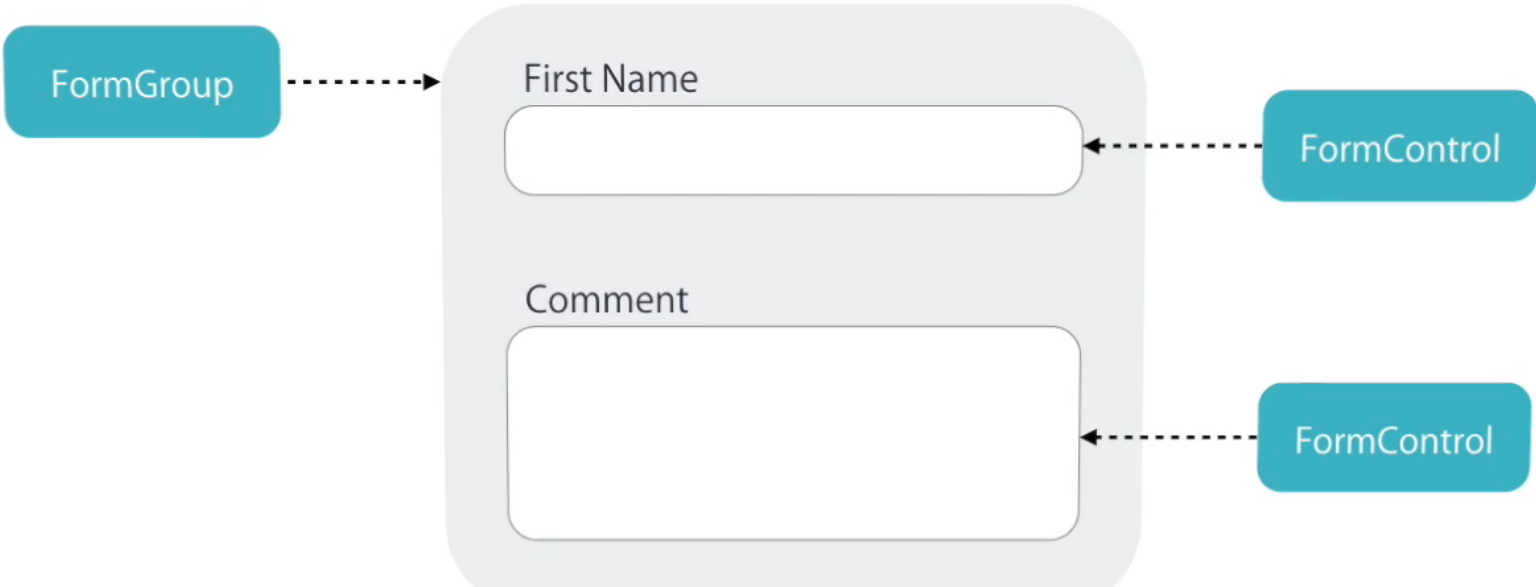 FormGroup
First Name
FormControl
Comment
FormControl